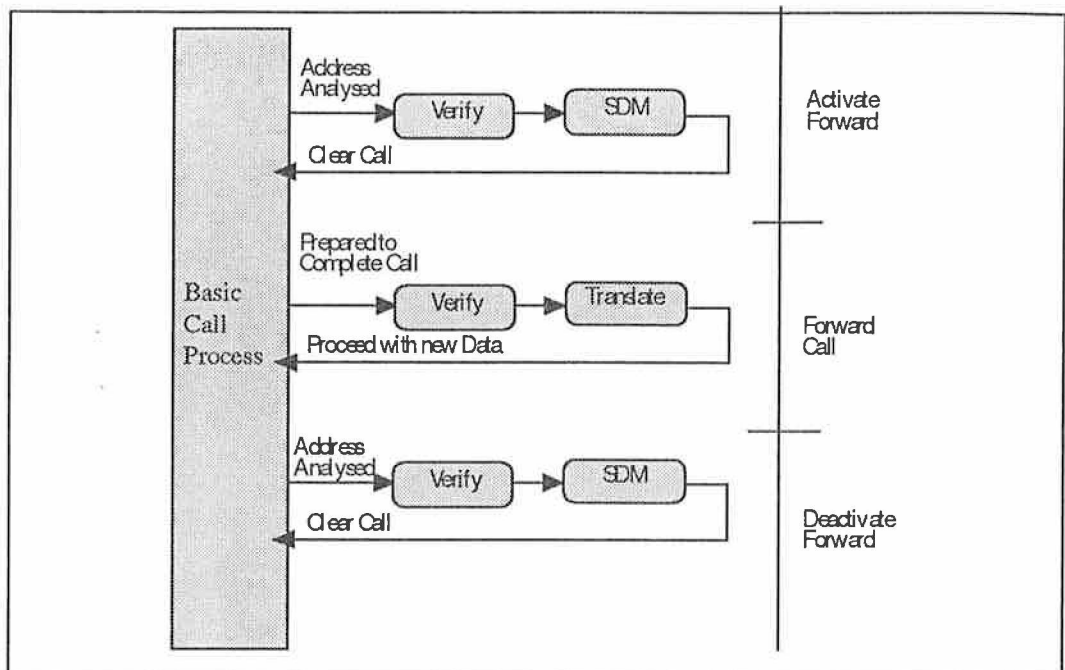 Address
Analysed
Verify
SDM
Clear Call
Activate
Forward
Prepared to
Complete Call
Verify
Translate
Proceed with new Data
Basic
Call
Process
Forward
Call
Address
Analysed
Verify
SDM
Clear Call
Deactivate
Forward